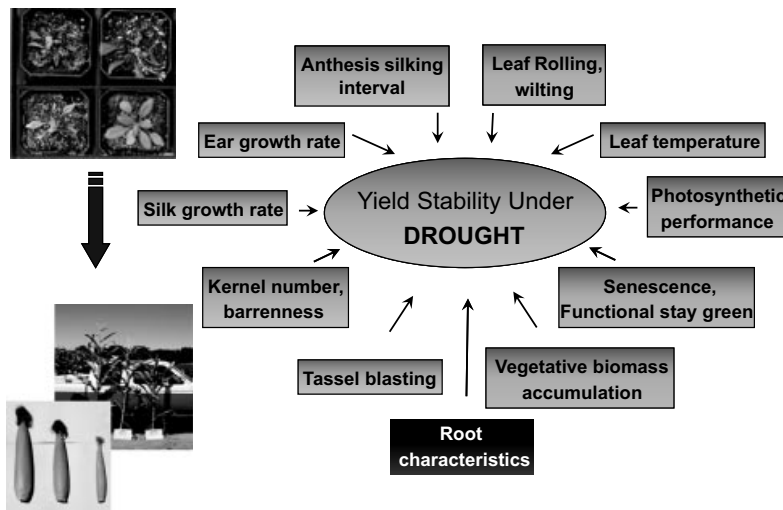 Anthesis silking
interval
Leaf Rolling,
wilting
Ear growth rate
Leaf temperature
Silk growth rate
Yield Stability Under
DROUGHT
Photosynthetic
performance
Kernel number,
barrenness
Senescence,
Functional stay green
Tassel blasting
Vegetative biomass
accumulation
Root
characteristics